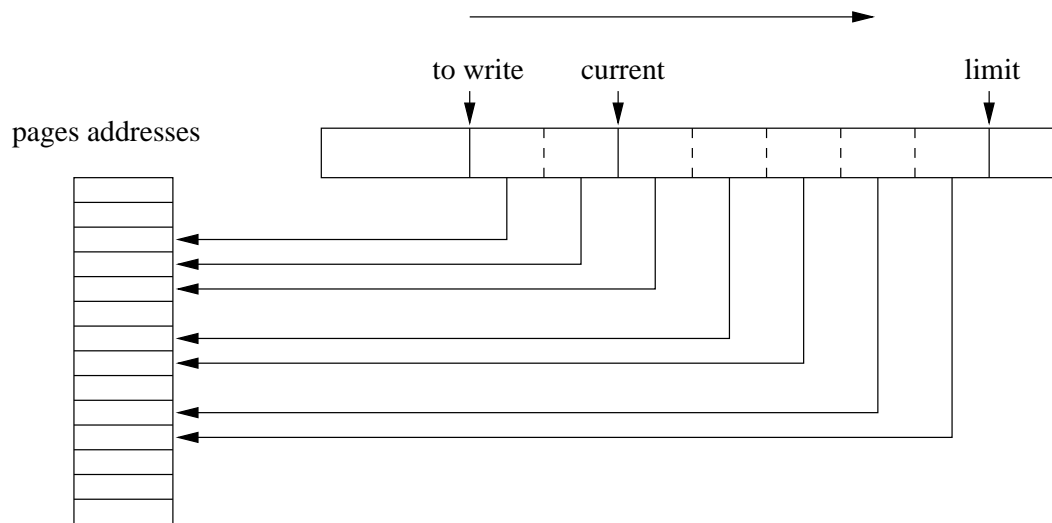 to write
current
limit
pages addresses